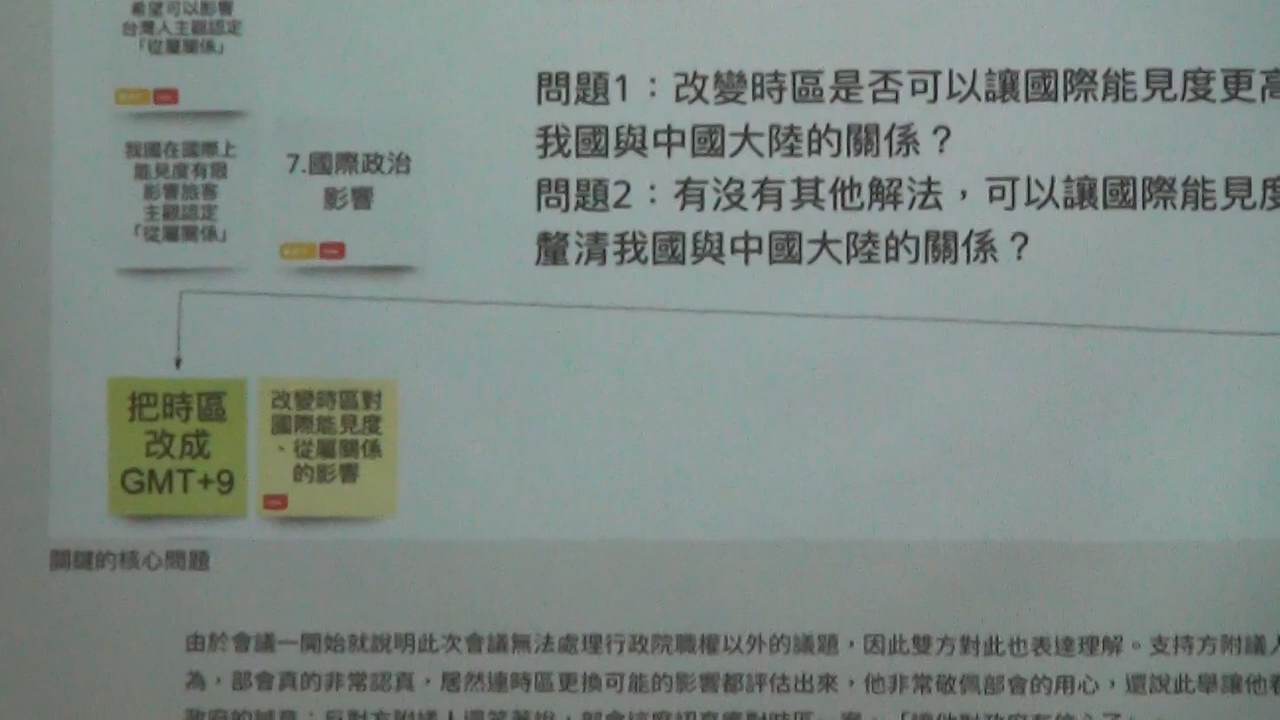 希望可以影響
台灣人主觀認定
「從屬關係」
我國在國際上
能見度有限
影響旅客
主觀認定
「從屬關係」
7.國際政治
影響
問題1：改變時區是否可以讓國際能見度更高
我國與中國大陸的關係？
問題2：有沒有其他解法，可以讓國際能見度
釐清我國與中國大陸的關係？
把時區
改成
GMT+9
改變時區對
國際能見度
、從屬關係
的影響
關鍵的核心問題
由於會議一開始就說明此次會議無法處理行政院職權以外的議題，因此雙方對此也表達理解。支持方附議人
為，部會真的非常認真，居然連時區更換可能的影響都評估出來，他非常敬佩部會的用心，還說此舉讓他看